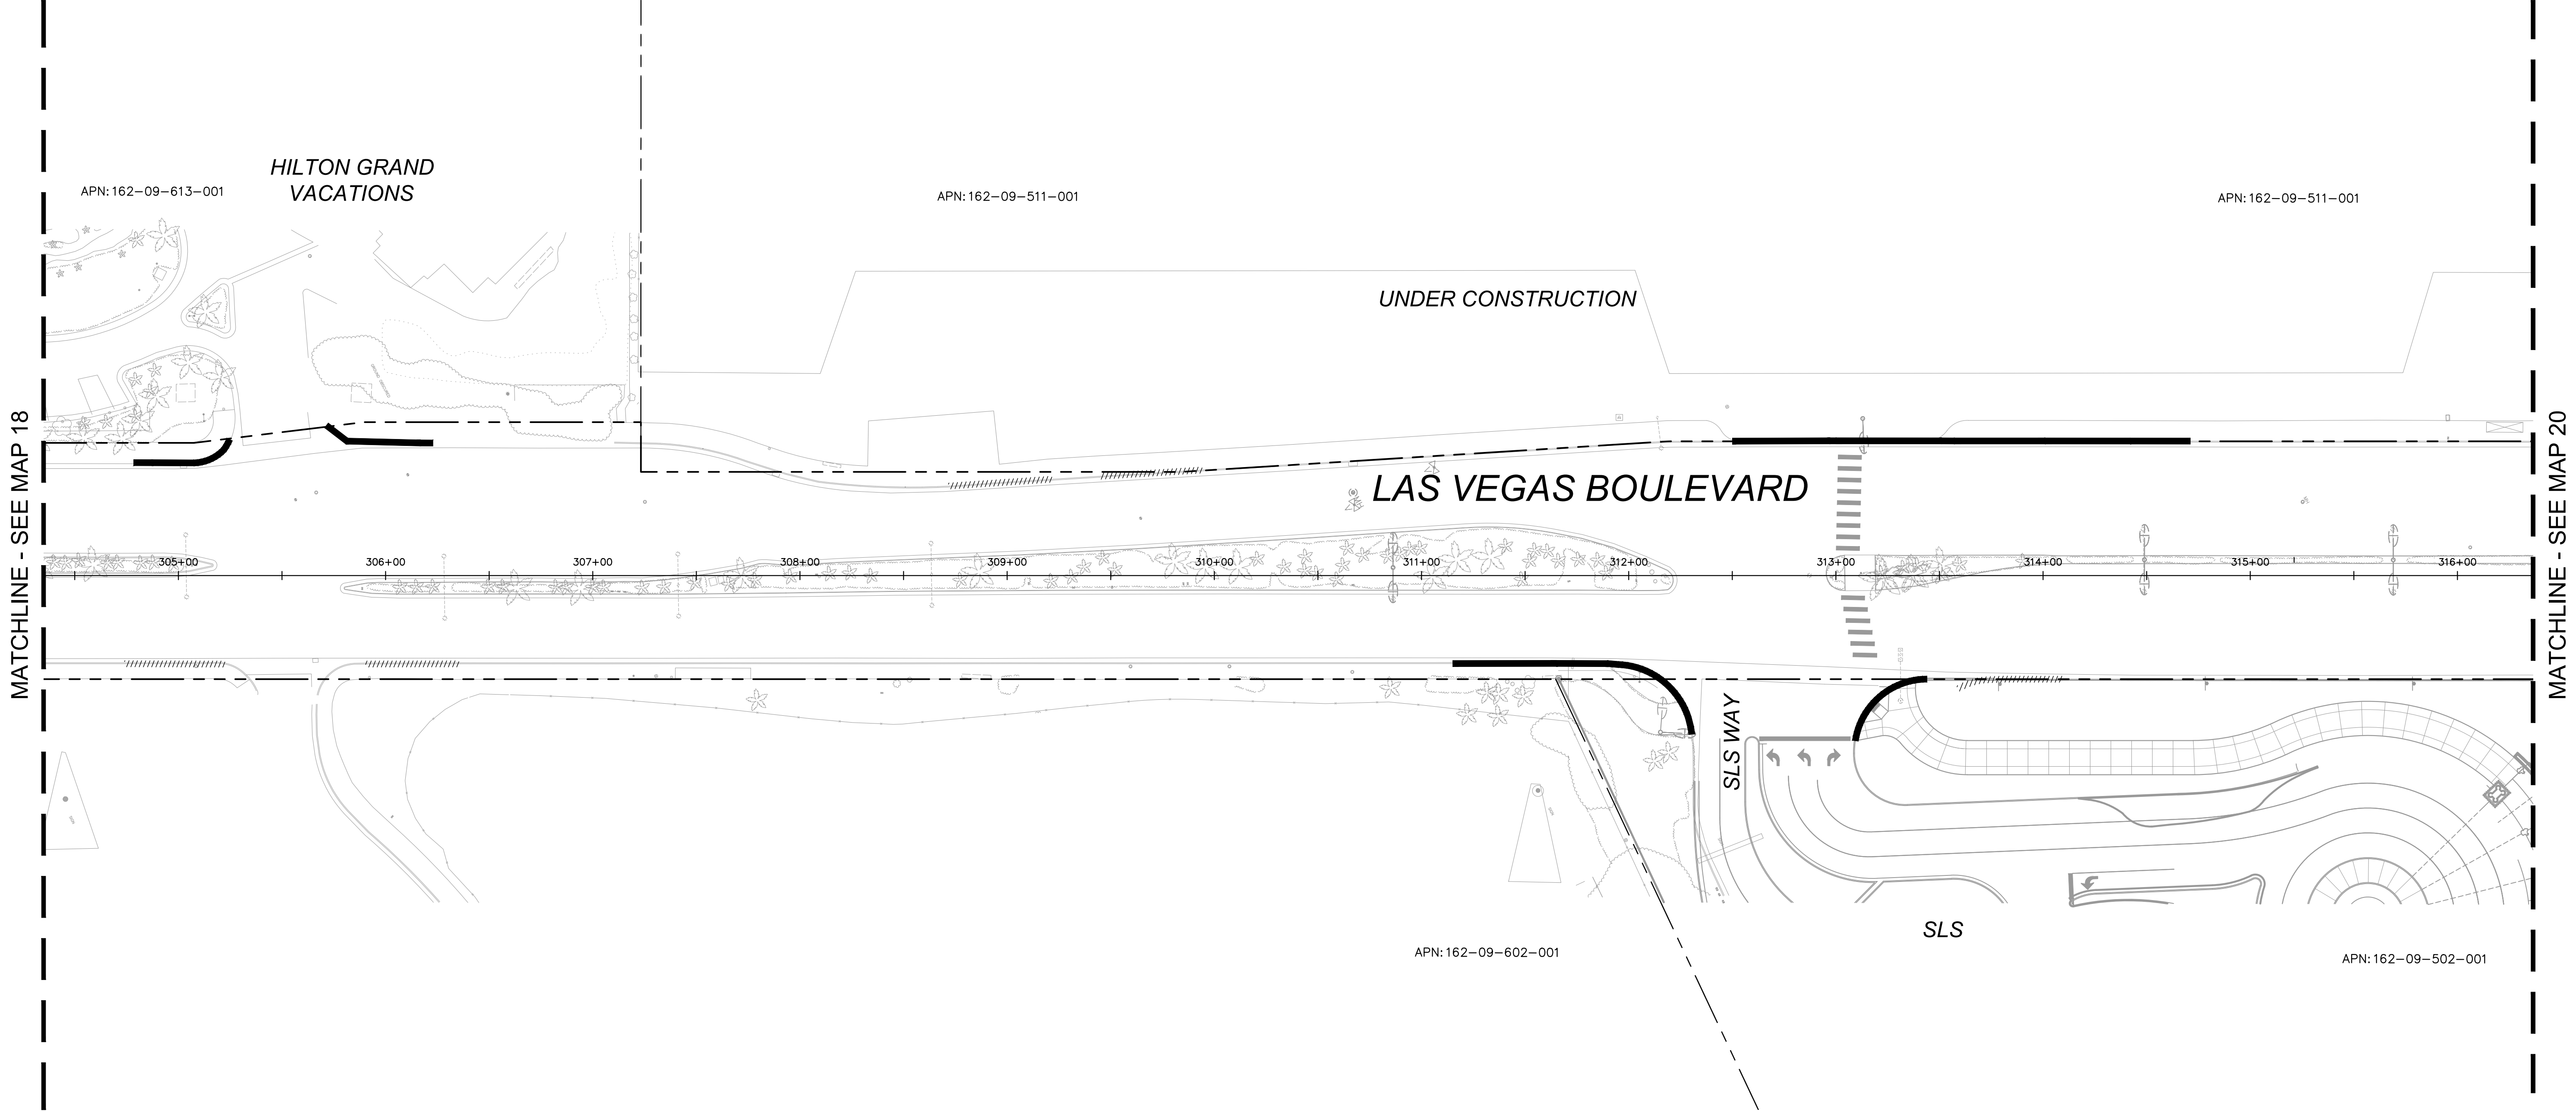 HILTON GRAND
VACATIONS
APN: 162-09-613-001
APN: 162-09-511-001
APN: 162-09-511-001
UNDER CONSTRUCTION
MATCHLINE - SEE MAP 18
MATCHLINE - SEE MAP 20
LAS VEGAS BOULEVARD
305+00
306+00
307+00
308+00
309+00
310+00
311+00
312+00
313+00
314+00
315+00
316+00
SLS WAY
SLS
APN: 162-09-602-001
APN: 162-09-502-001